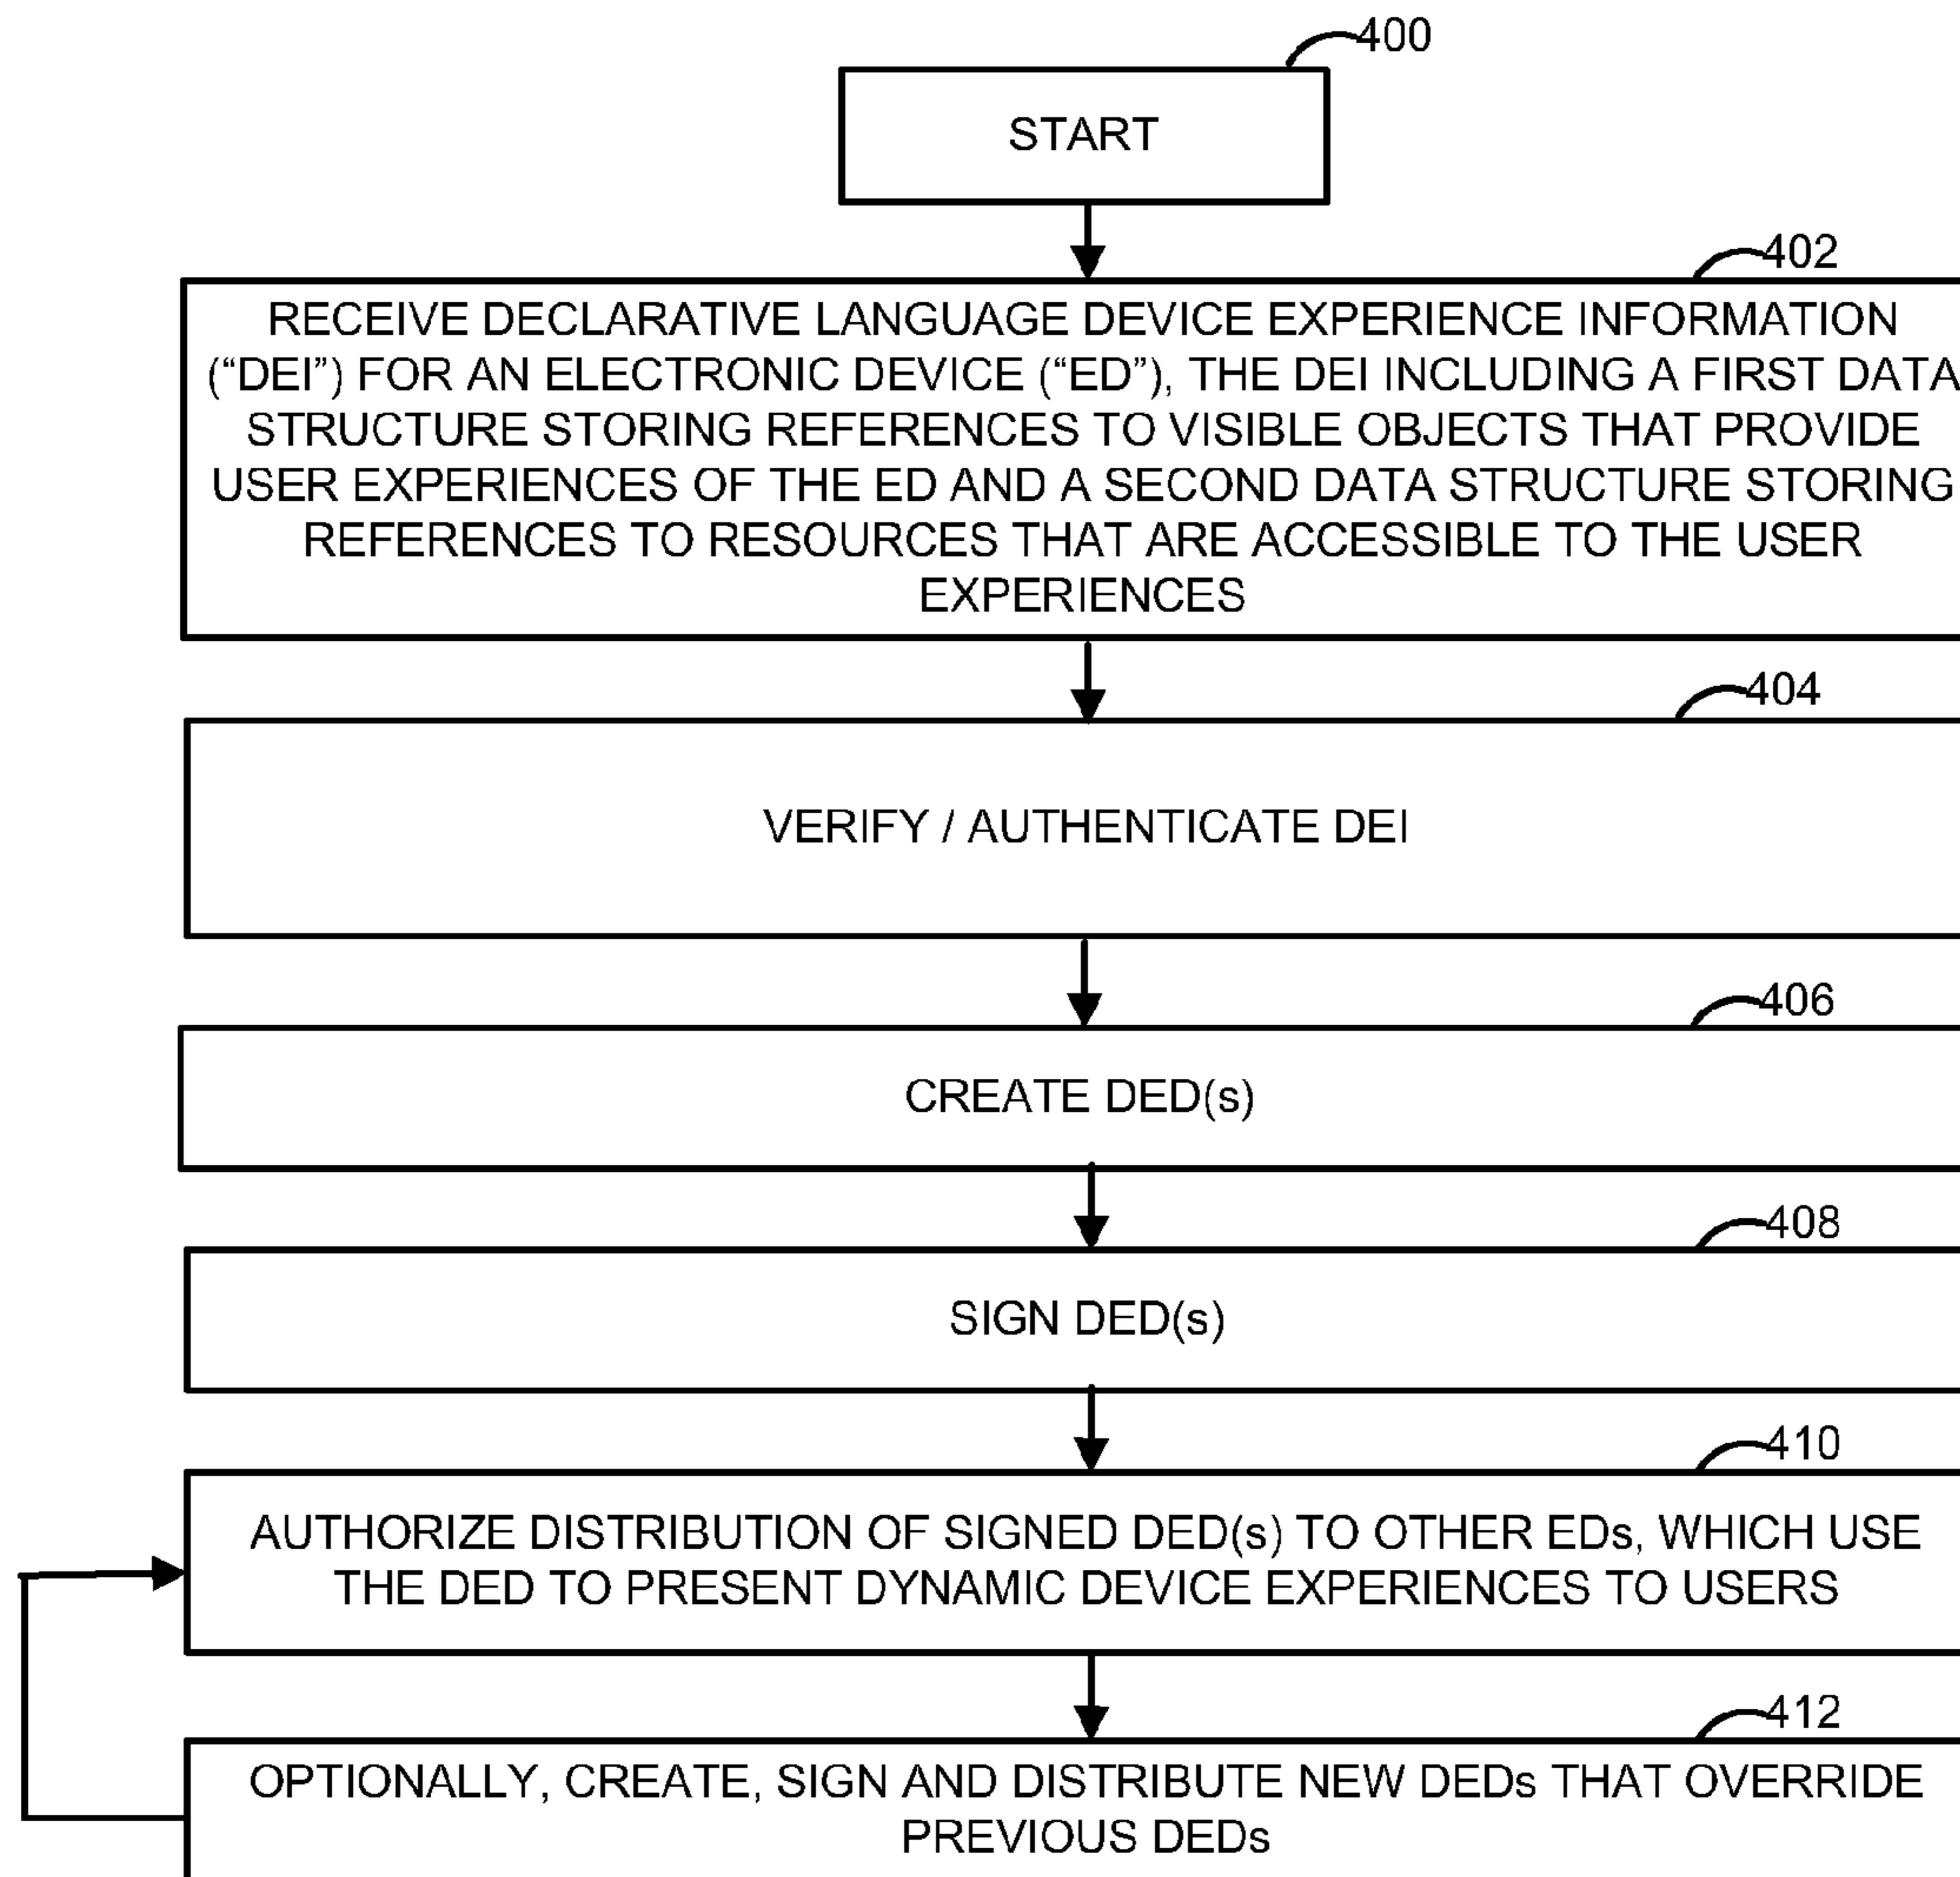 400
START
402
RECEIVE DECLARATIVE LANGUAGE DEVICE EXPERIENCE INFORMATION
(“DEI”) FOR AN ELECTRONIC DEVICE (“ED”), THE DEI INCLUDING A FIRST DATA
STRUCTURE STORING REFERENCES TO VISIBLE OBJECTS THAT PROVIDE
USER EXPERIENCES OF THE ED AND A SECOND DATA STRUCTURE STORING
REFERENCES TO RESOURCES THAT ARE ACCESSIBLE TO THE USER
EXPERIENCES
404
VERIFY / AUTHENTICATE DEI
406
CREATE DED(s)
408
SIGN DED(s)
410
AUTHORIZE DISTRIBUTION OF SIGNED DED(s) TO OTHER EDs, WHICH USE
THE DED TO PRESENT DYNAMIC DEVICE EXPERIENCES TO USERS
412
OPTIONALLY, CREATE, SIGN AND DISTRIBUTE NEW DEDs THAT OVERRIDE
PREVIOUS DEDs